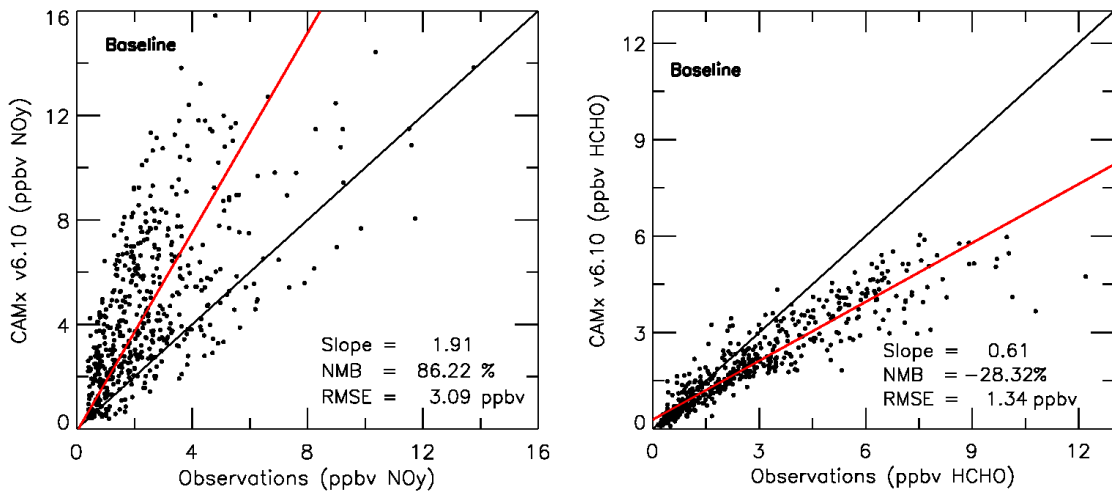 16
12
8
4
0
0
4
8
12
16
CAMx v6.10 (ppbv NOy)
Baseline
Slope = 1.91
NMB = 86.22 %
RMSE = 3.09 ppbv
Observations (ppbv NOy)
12
9
6
3
0
0
3
6
9
12
CAMx v6.10 (ppbv HCHO)
Baseline
Slope = 0.61
NMB = −28.32%
RMSE = 1.34 ppbv
Observations (ppbv HCHO)